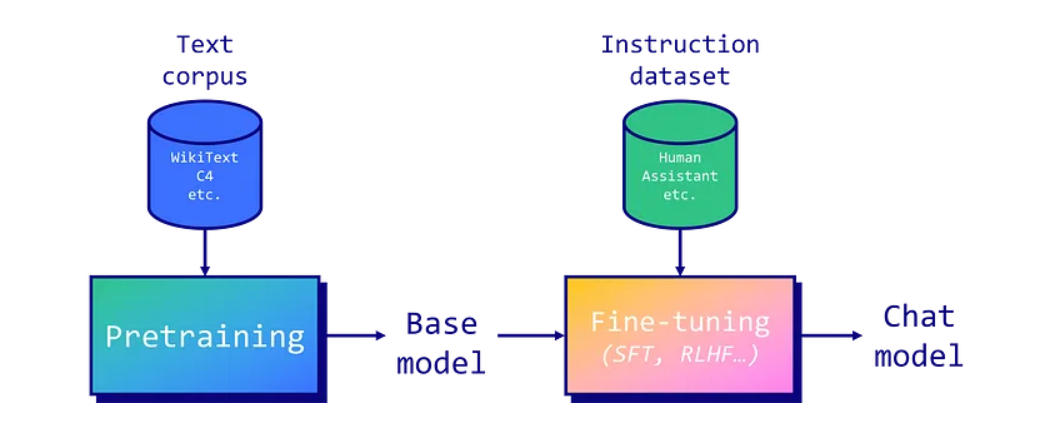 Text
corpus
WikiText
C4
etc.
Pretraining
Base
model
Instruction
dataset
Human
Assistant
etc.
Fine-tuning
(SFT, RLHF…)
Chat
model